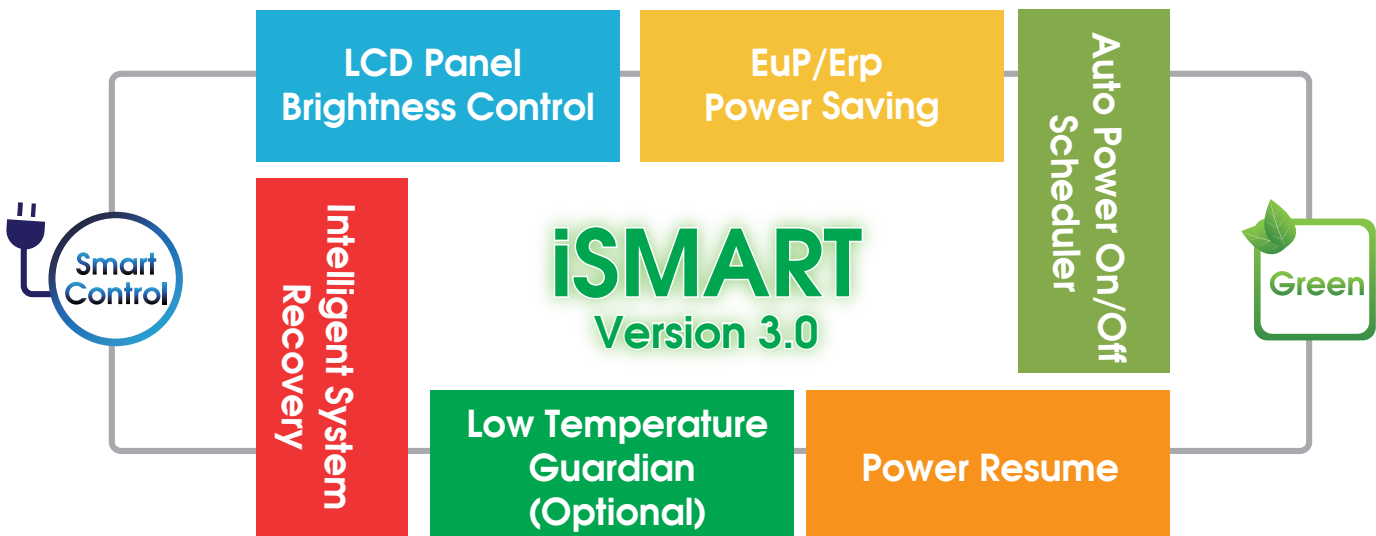 LCD Panel
Brightness Control
EuP/Erp
Power Saving
Auto Power On/Off
Scheduler
Smart
Control
Intelligent System
Recovery
iSMART
Version 3.0
Green
Low Temperature
Guardian
(Optional)
Power Resume